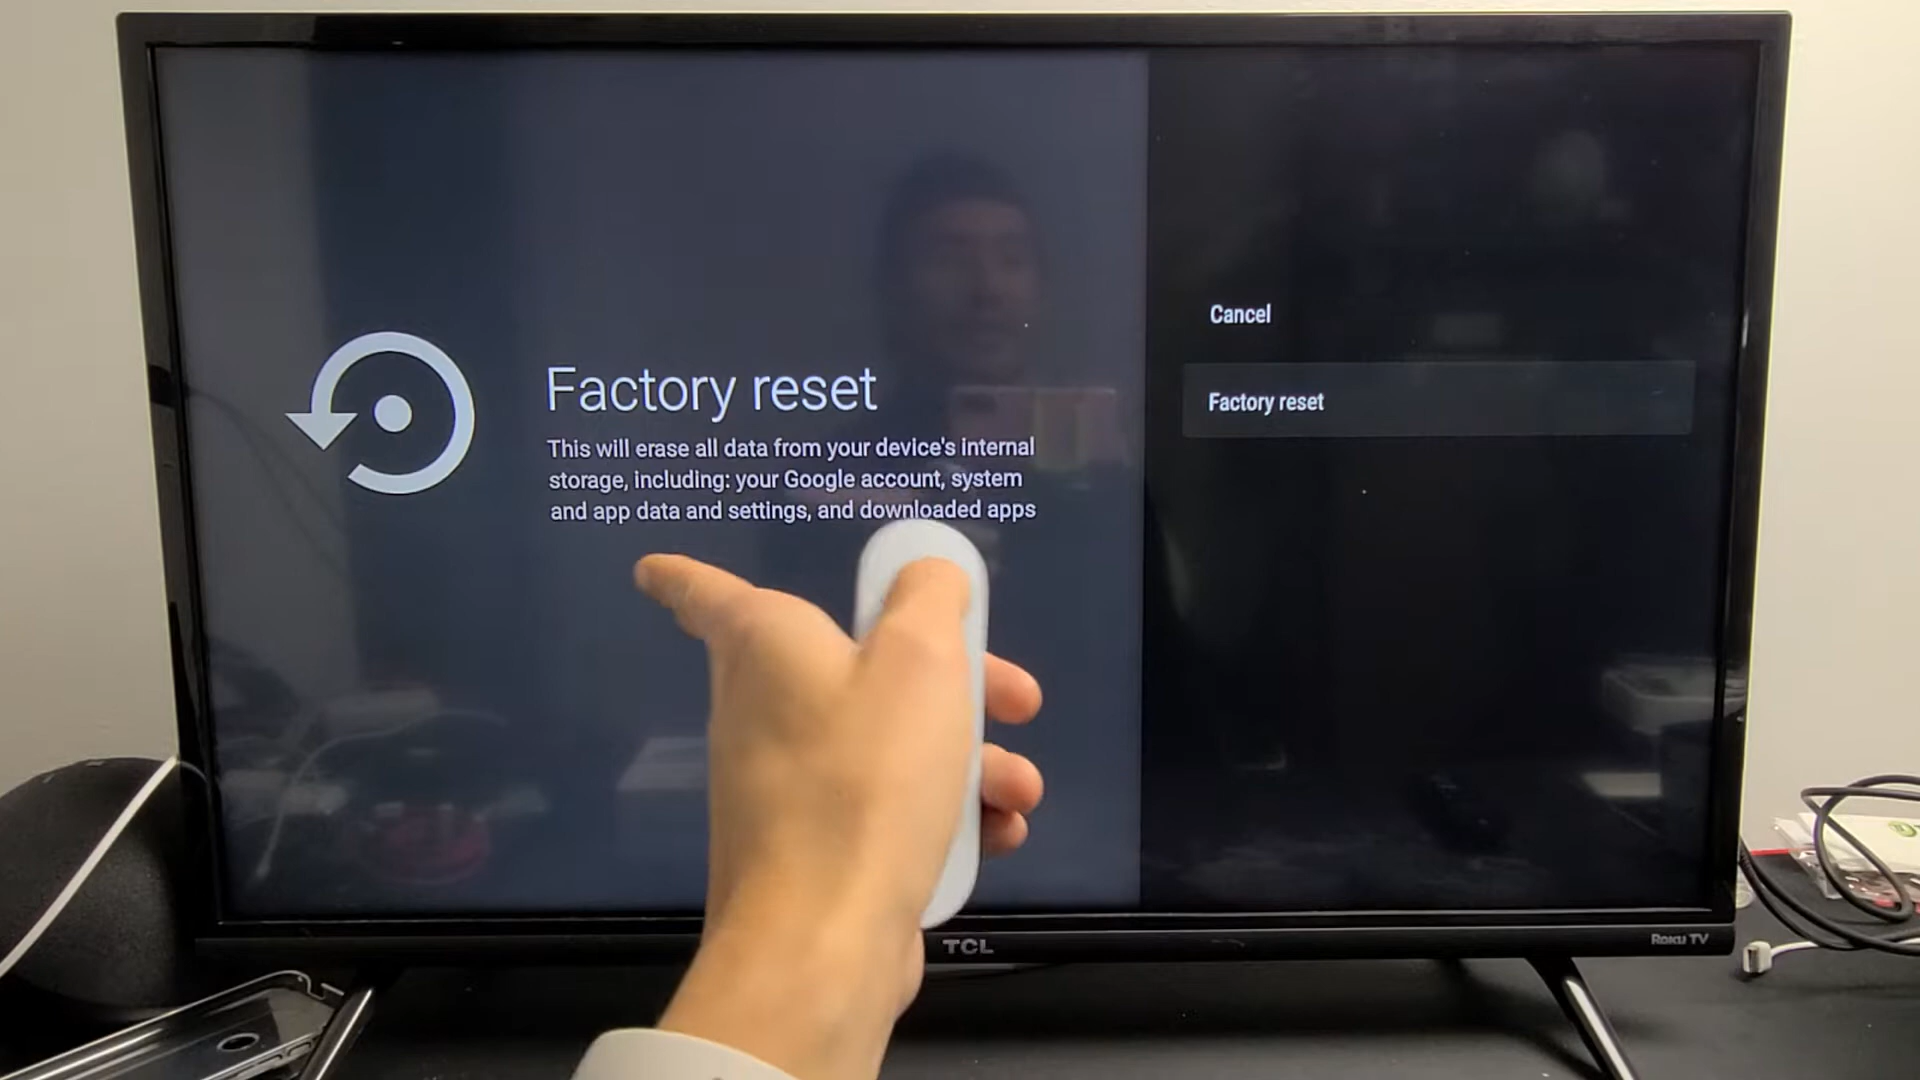 Factory reset
This will erase all data from your device's internal
storage, including: your Google account, system
and app data and settings, and downloaded apps
Cancel
Factory reset
TCL
Roku TV